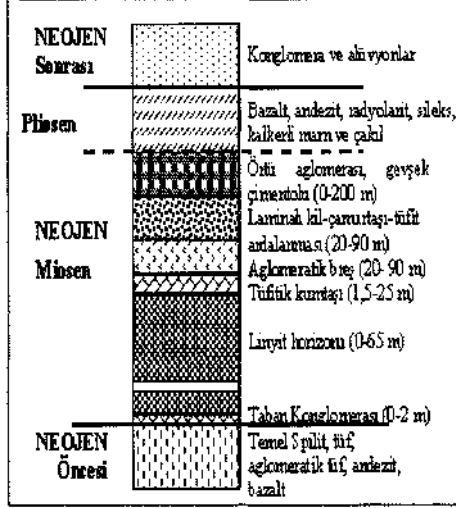 NEOJEN
Sonrası
Konglomera ve alüvyonlar
Pliosen
Bazalt, andezit, radyolarit, sileks,
kalkerli marn ve çakıl
Örtü aglomerası, gevşek
çimentolu (0-200 m)
NEOJEN
Miosen
Laminalı kil-çamurtaşı-tüfit
ardalanması (20-90 m)
Aglomeratik breş (20- 90 m)
Tüfitik kumtaşı (1,5-25 m)
Linyit horizonu (0-65 m)
Taban Konglomerası (0-2 m)
NEOJEN
Öncesi
Temel Spilit, tüf,
aglomeratik tüf, andezit,
bazalt